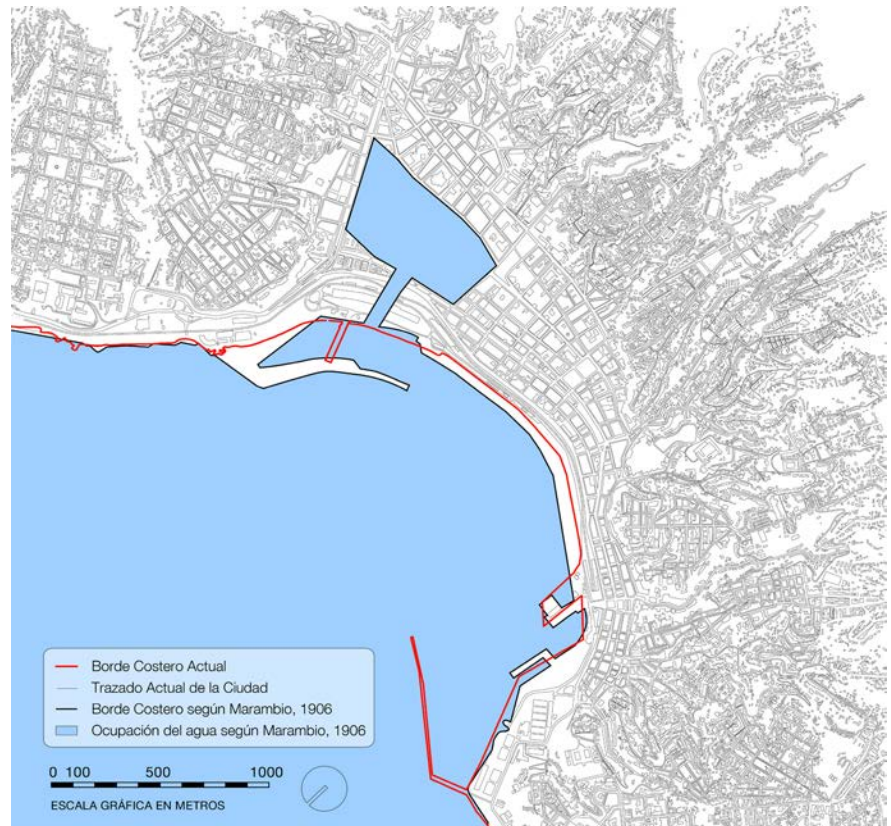 Borde Costero Actual
Trazado Actual de la Ciudad
Borde Costero según Marambio, 1906
Ocupación del agua según Marambio, 1906
0 100 500 1000
ESCALA GRÁFICA EN METROS